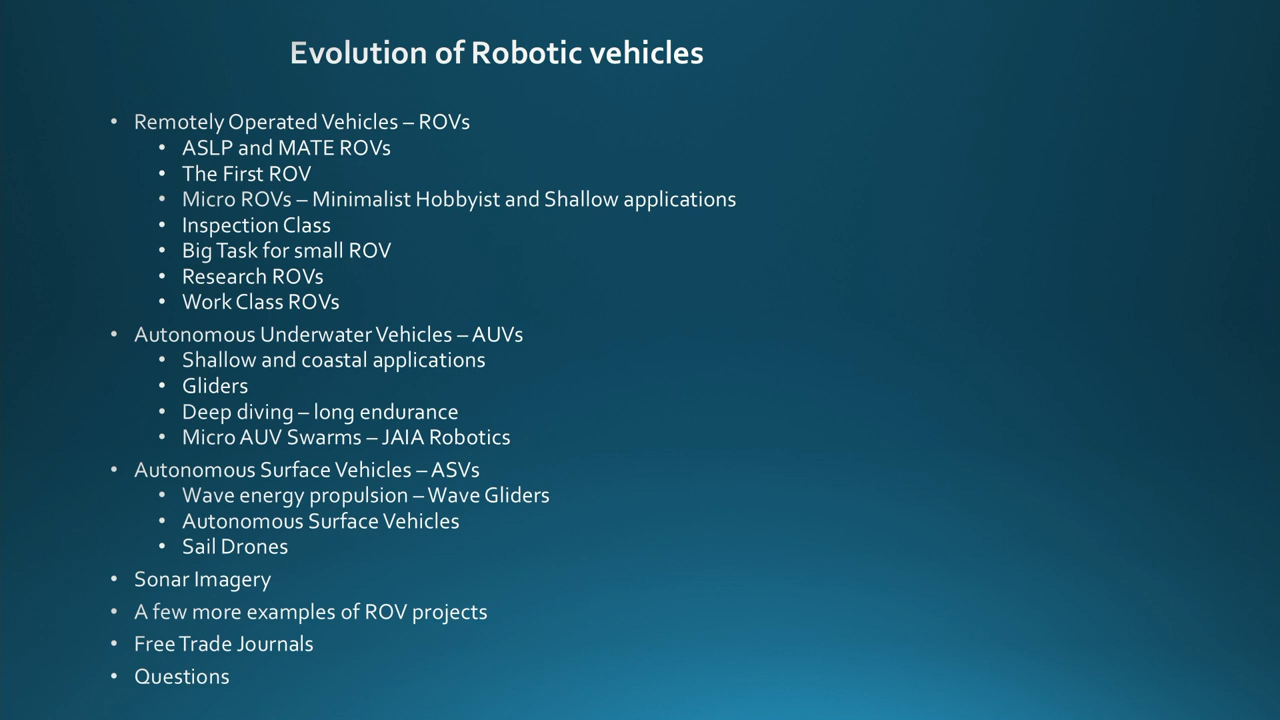 Evolution of Robotic vehicles
• Remotely Operated Vehicles – ROVs
• ASLP and MATE ROVs
• The First ROV
• Micro ROVs – Minimalist Hobbyist and Shallow applications
• Inspection Class
• Big Task for small ROV
• Research ROVs
• Work Class ROVs
• Autonomous Underwater Vehicles – AUVs
• Shallow and coastal applications
• Gliders
• Deep diving – long endurance
• Micro AUV Swarms – JAIA Robotics
• Autonomous Surface Vehicles – ASVs
• Wave energy propulsion – Wave Gliders
• Autonomous Surface Vehicles
• Sail Drones
• Sonar Imagery
• A few more examples of ROV projects
• Free Trade Journals
• Questions